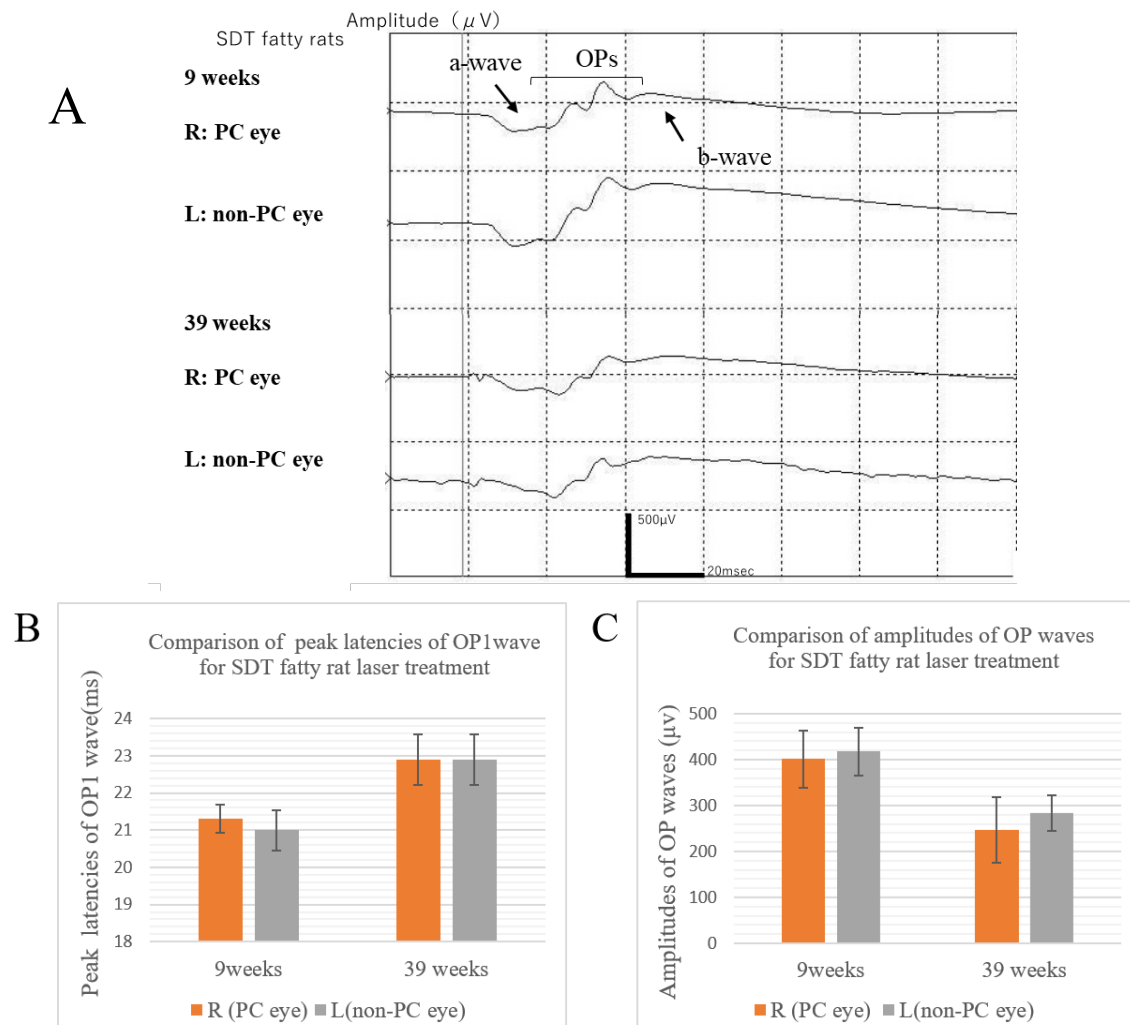 Amplitude（μV）
SDT fatty rats
A
9 weeks
a-wave
OPs
R: PC eye
b-wave
L: non-PC eye
39 weeks
R: PC eye
L: non-PC eye
500μV
20msec
B
Comparison of peak latencies of OP1wave
for SDT fatty rat laser treatment
Peak latencies of OP1 wave(ms)
24
23
22
21
20
19
18
9weeks
39 weeks
R (PC eye)
L(non-PC eye)
C
Comparison of amplitudes of OP waves
for SDT fatty rat laser treatment
Amplitudes of OP waves (μv)
500
400
300
200
100
0
9weeks
39 weeks
R (PC eye)
L(non-PC eye)